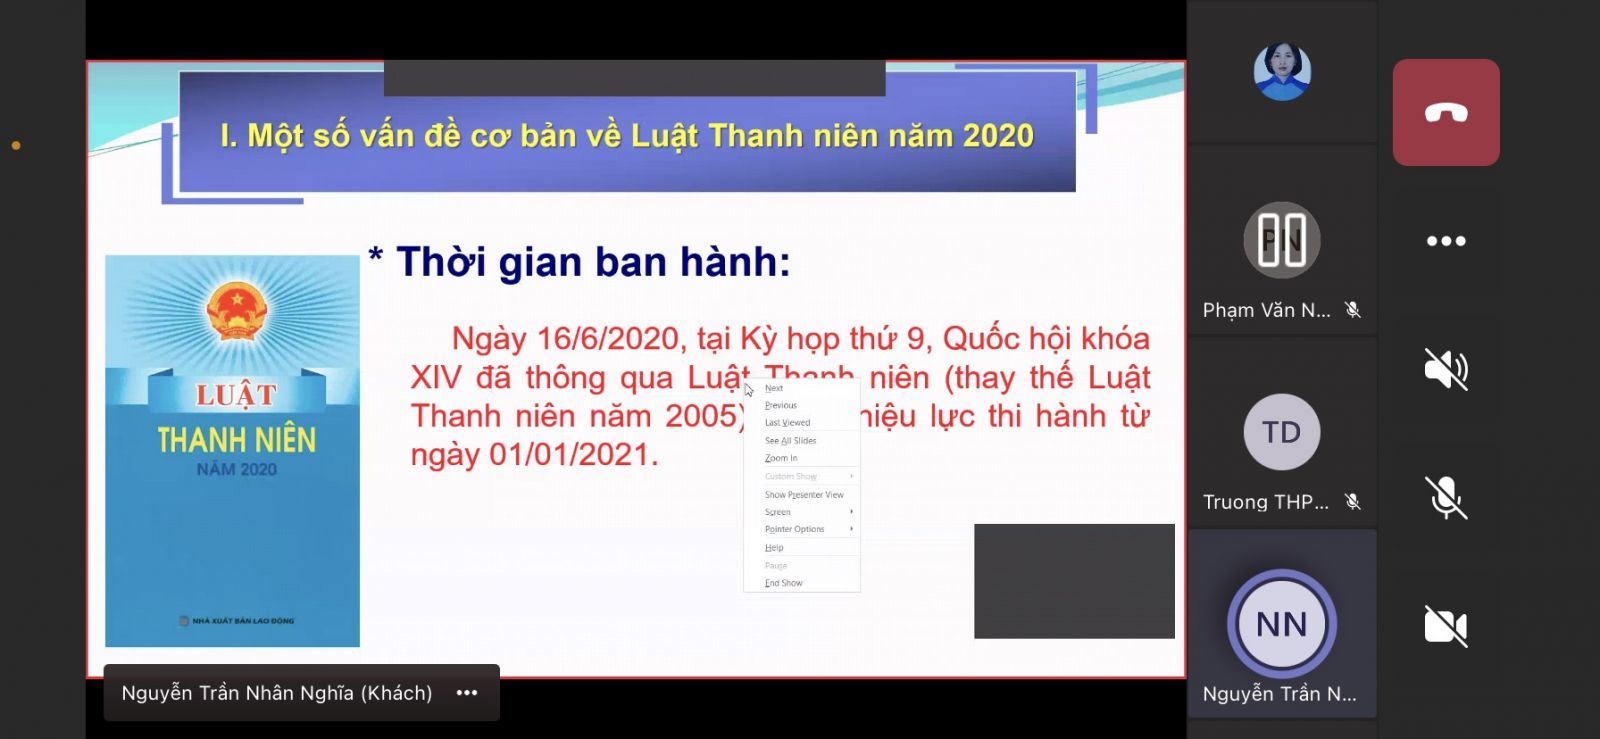 I. Một số vấn đề cơ bản về Luật Thanh niên năm 2020
* Thời gian ban hành:
Ngày 16/6/2020, tại Kỳ họp thứ 9, Quốc hội khóa
XIV đã thông qua Luật Thanh niên (thay thế Luật
Thanh niên năm 2005) hiệu lực thi hành từ
ngày 01/01/2021.
LUẬT
THANH NIÊN
NĂM 2020
NHÀ XUẤT BẢN LAO ĐỘNG
Next
Previous
Last Viewed
See All Slides
Zoom In
Custom Show
Show Presenter View
Screen
Pointer Options
Help
Pause
End Show
Nguyễn Trần Nhân Nghĩa (Khách)
Phạm Văn N...
TD
Truong THP...
NN
Nguyễn Trần N...